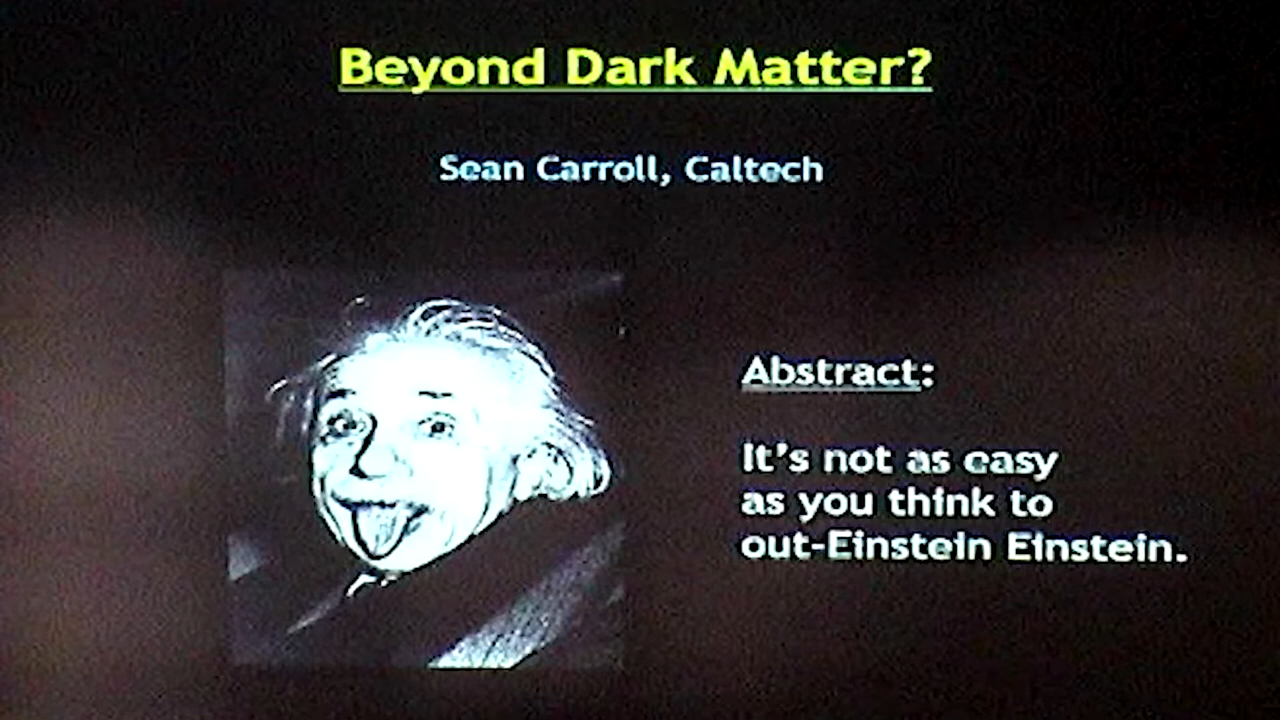 Beyond Dark Matter?
Sean Carroll, Caltech
Abstract:
It's not as easy
as you think to
out-Einstein Einstein.